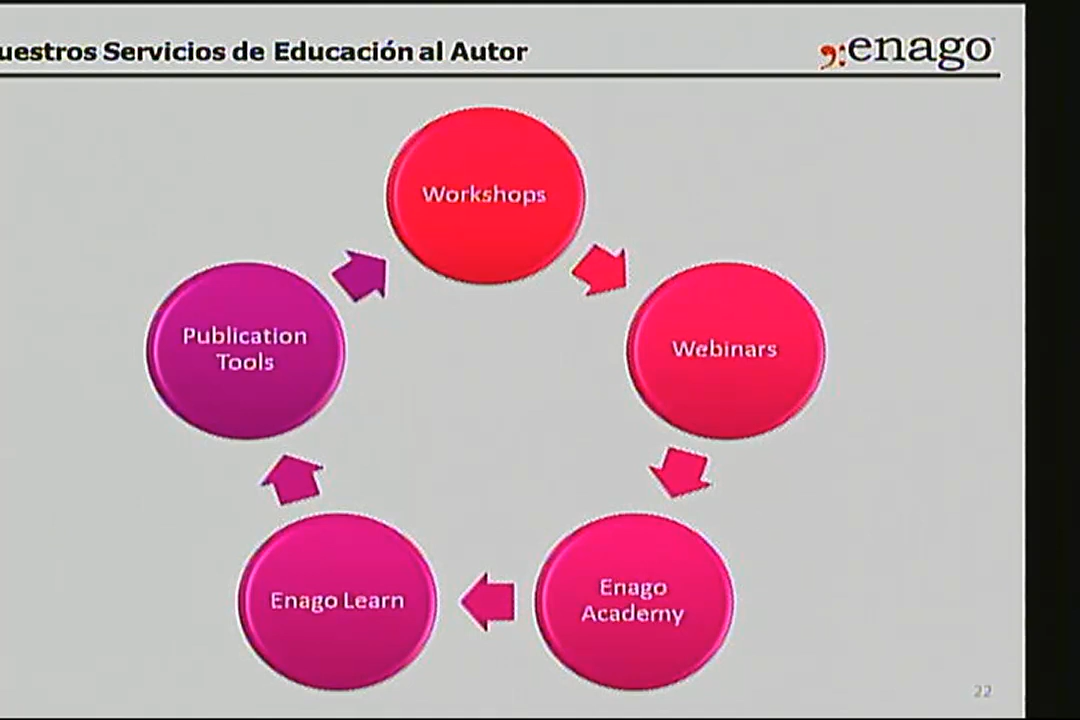 uestros Servicios de Educación al Autor
enago
Workshops
Webinars
Enago
Academy
Enago Learn
Publication
Tools
22